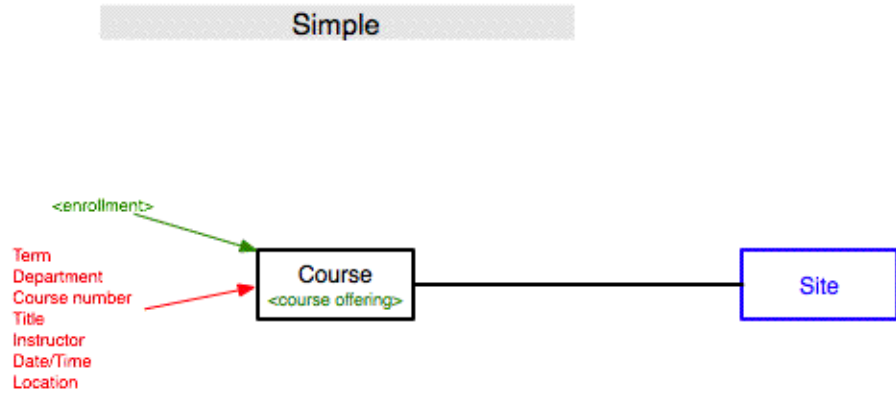 Simple
<enrollment>
Term
Department
Course number
Title
Instructor
Date/Time
Location
Course
<course offering>
Site